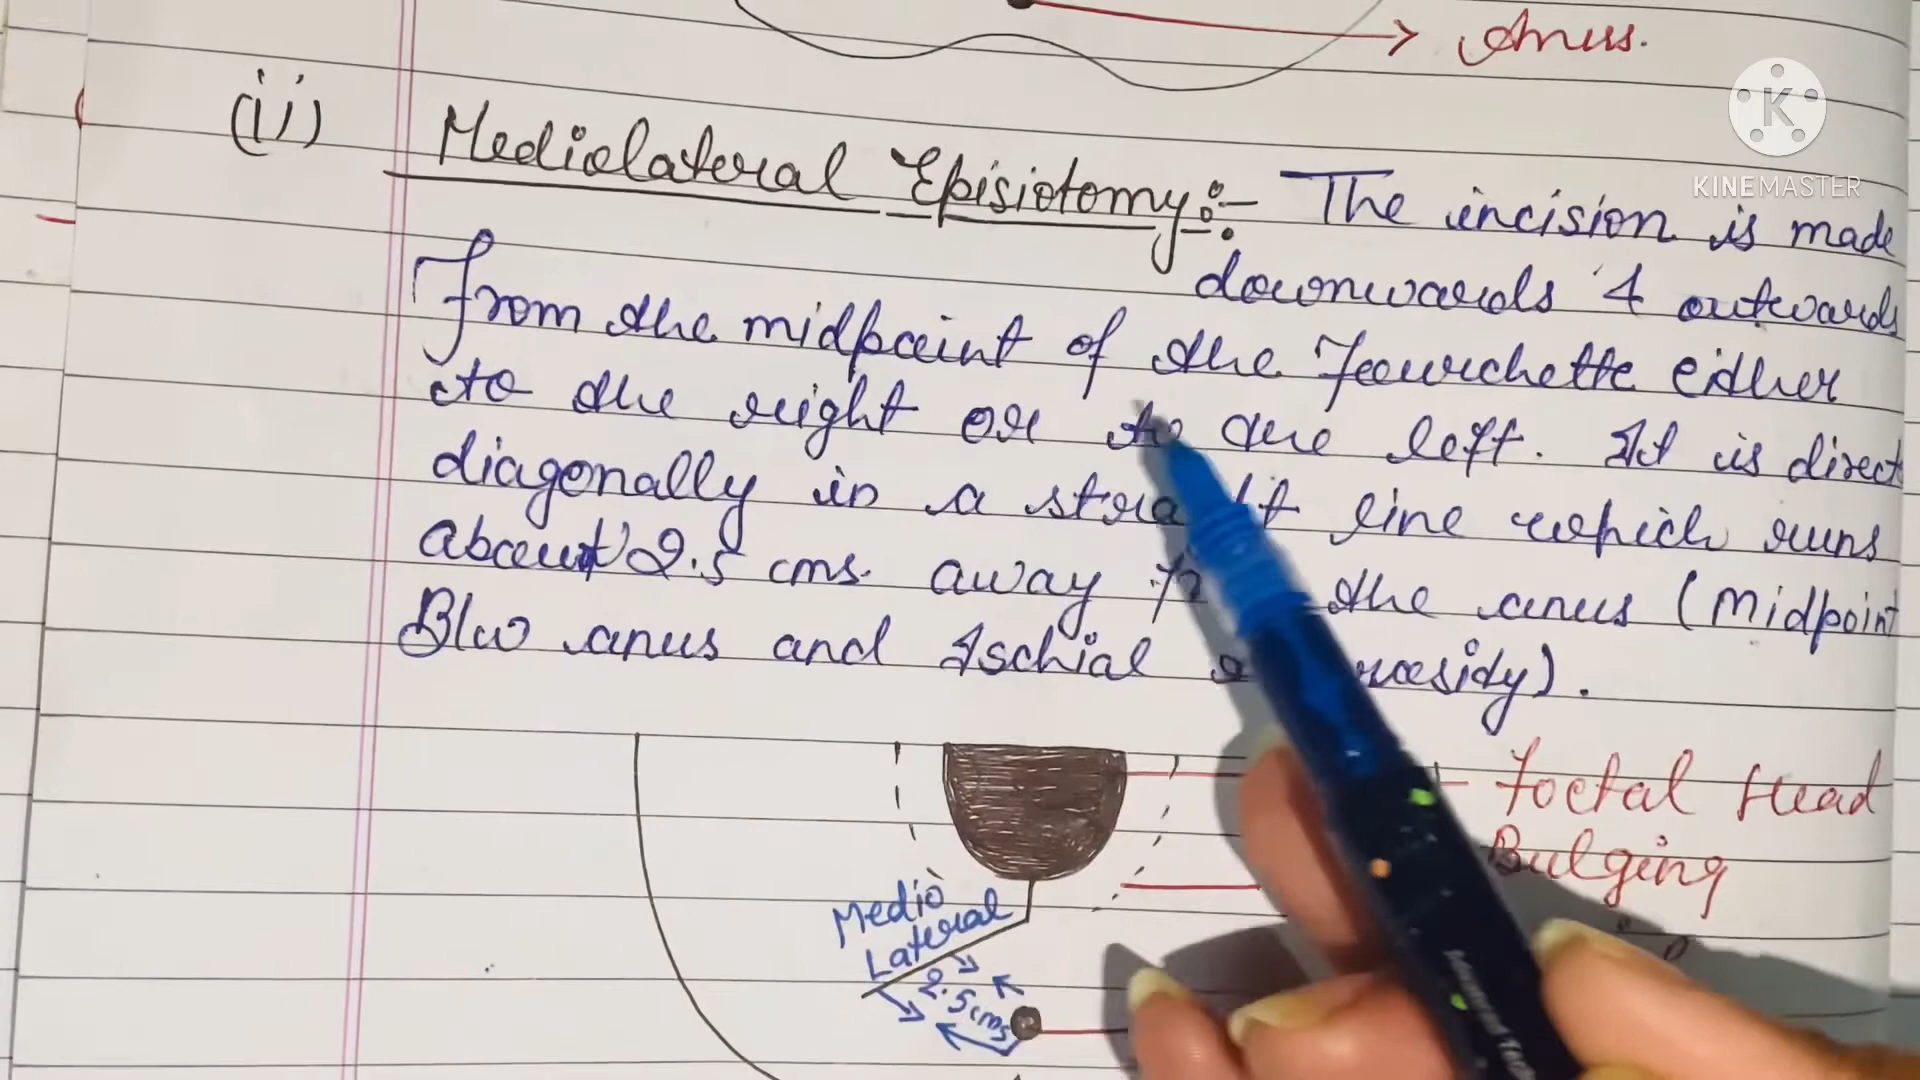 Anus.
K
KINEMASTER
(ii) Mediolateral Episiotomy:- The incision is made
downwards & outwards
from the midpoint of the Fourchette either
to the right or to the left. It is direct
diagonally in a straight line which runs
about 2.5 cms. away the anus (Midpoint
B/w anus and Ischial
Foetal Head
Bulging
Medio
Lateral
2.5cms